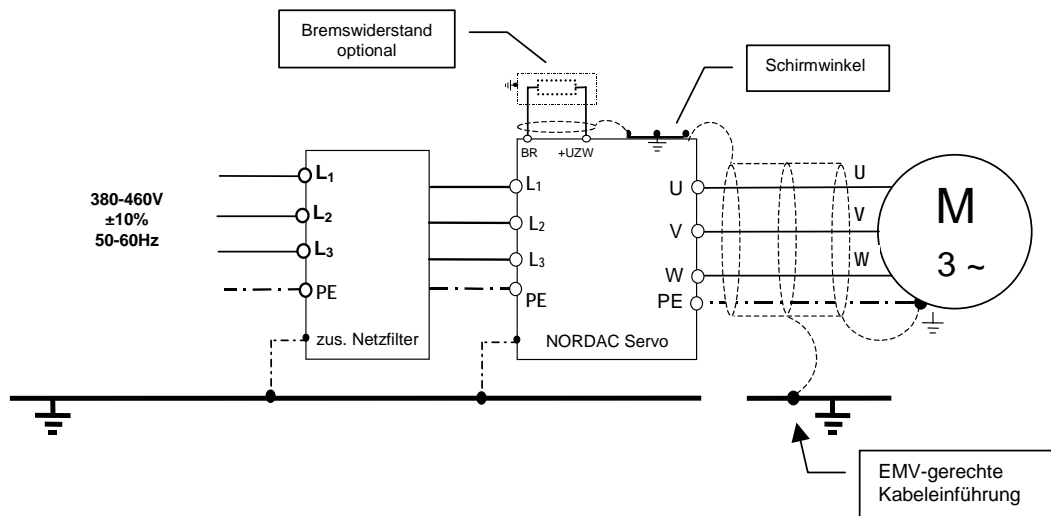 Bremswiderstand
optional
Schirmwinkel
BR +UZW
380-460V
±10%
50-60Hz
L1
L2
L3
PE
zus. Netzfilter
L1
L2
L3
PE
NORDAC Servo
U
V
W
PE
U
V
W
M
3 ~
EMV-gerechte
Kabeleinführung